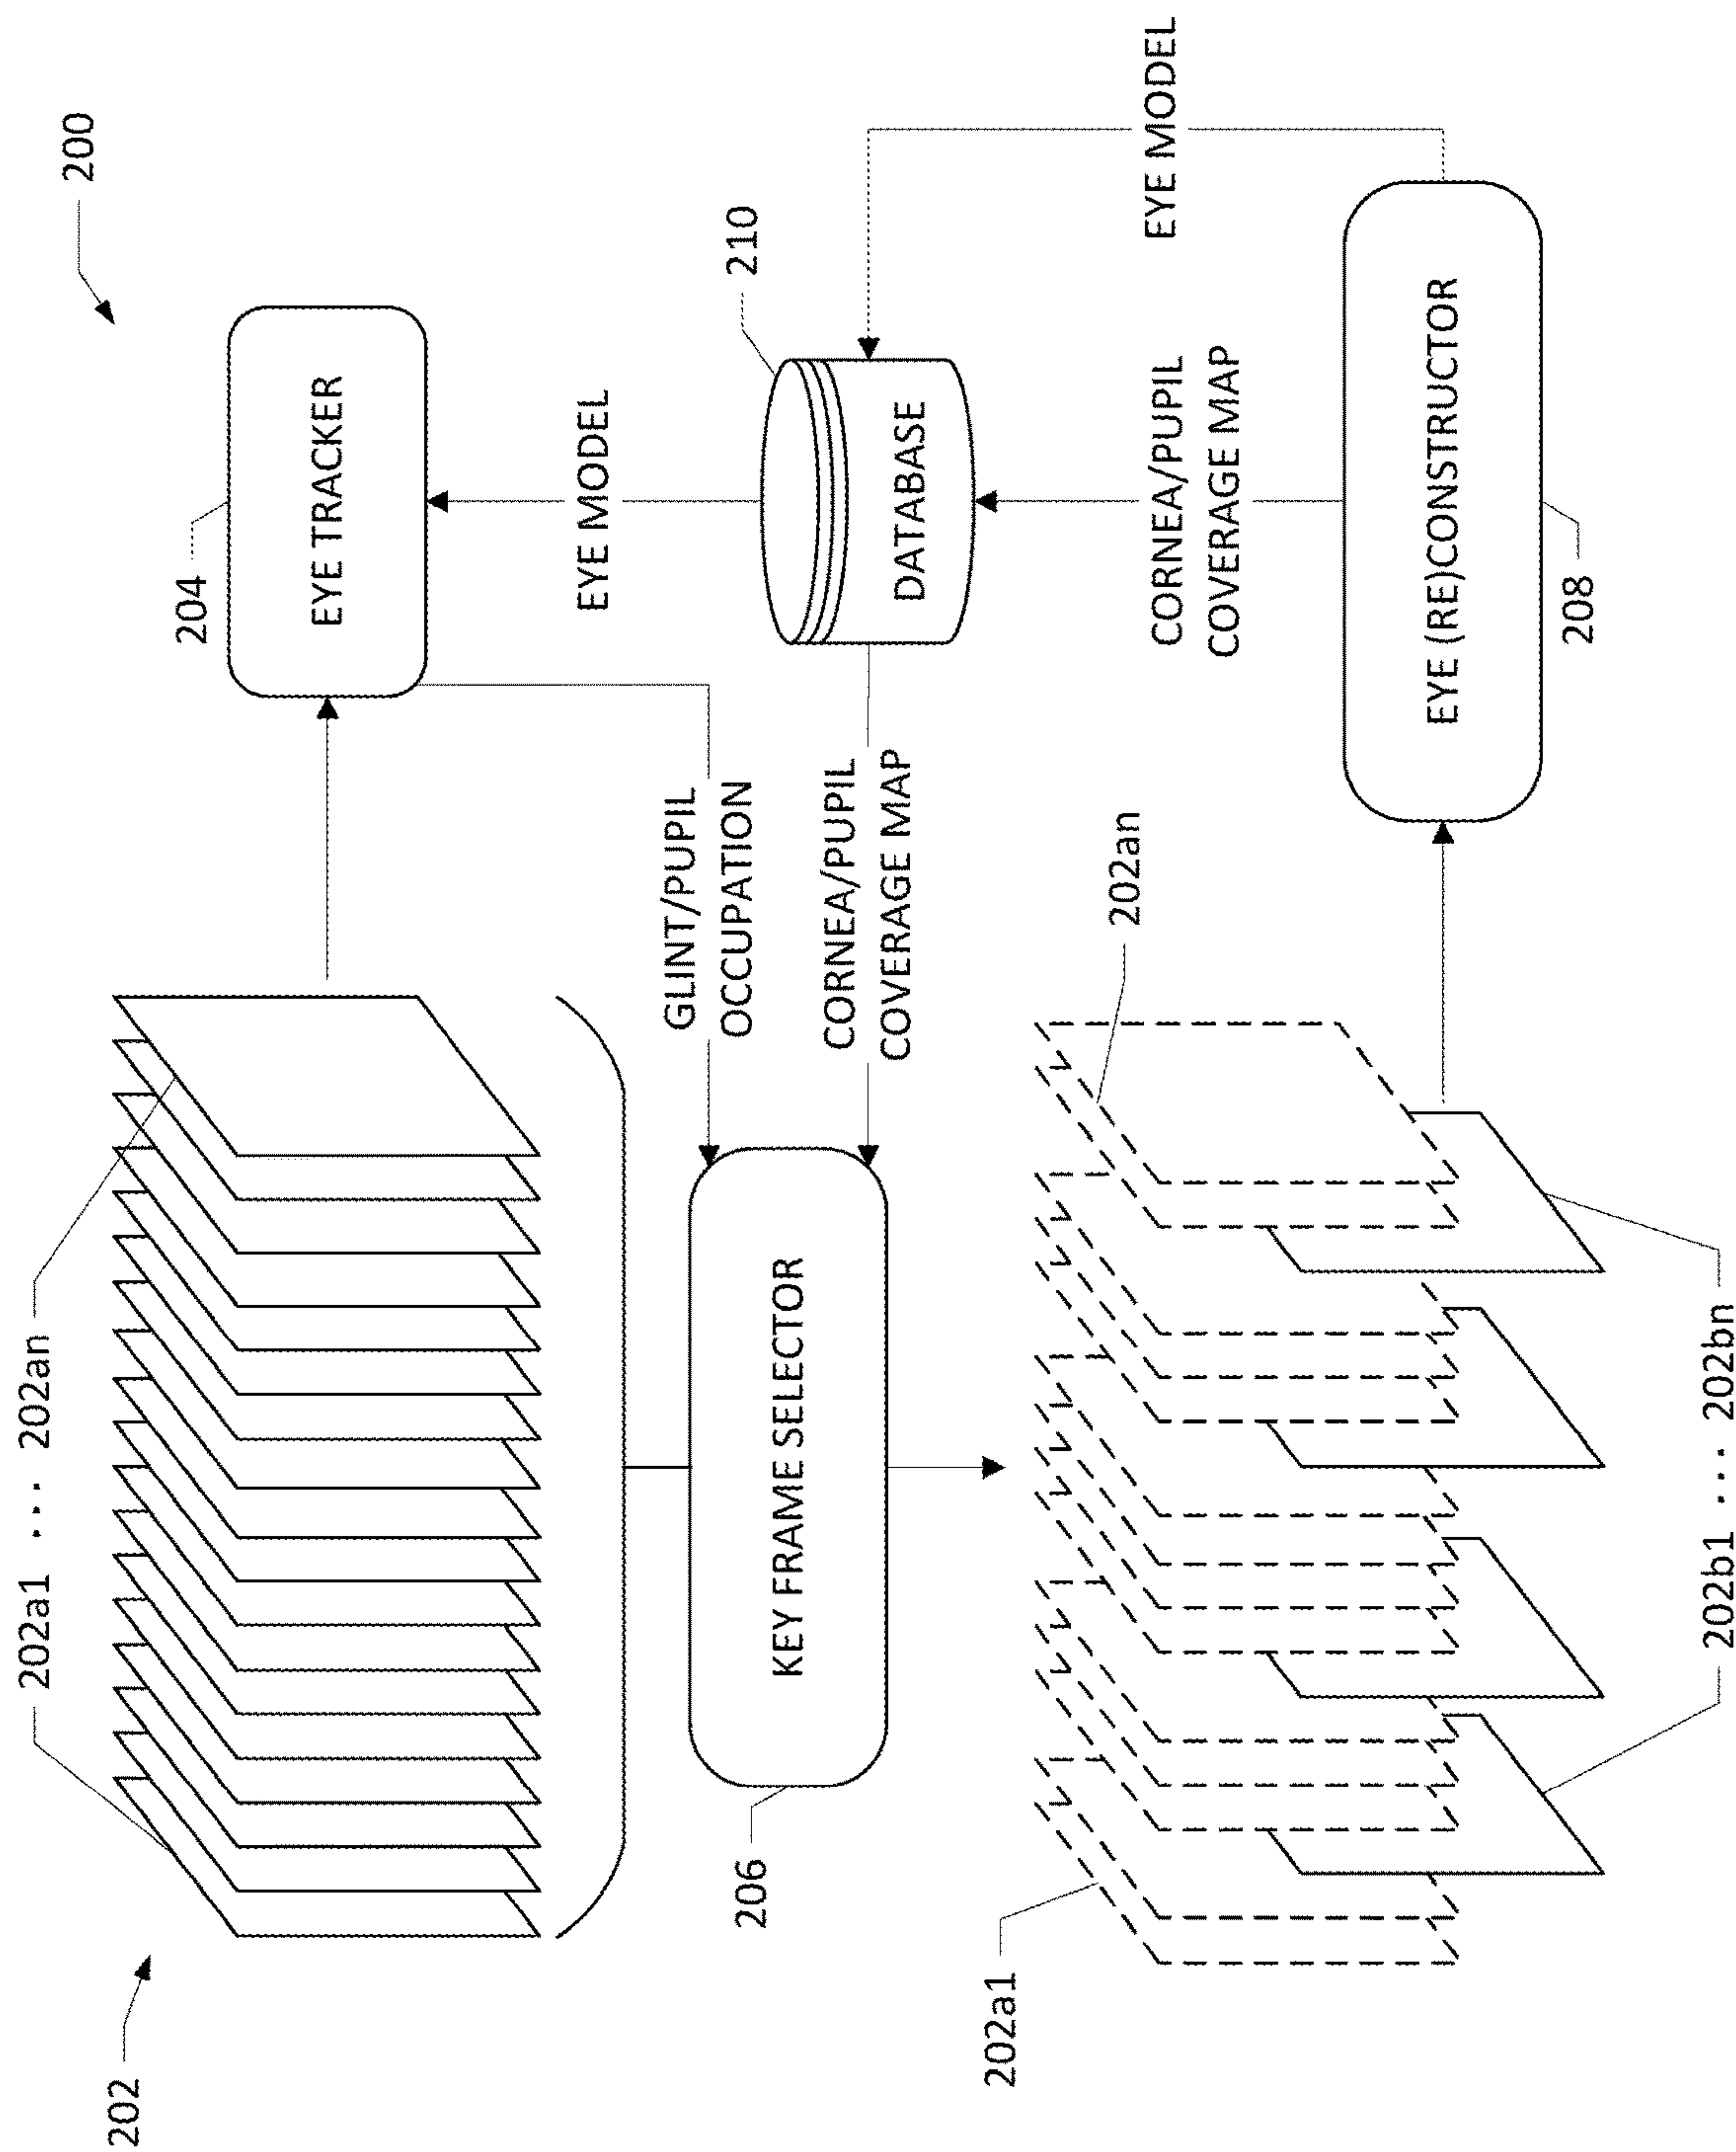 200
202
202a1 ... 202an
204
EYE TRACKER
GLINT/PUPIL
OCCUPATION
EYE MODEL
210
DATABASE
CORNEA/PUPIL
COVERAGE MAP
206
KEY FRAME SELECTOR
CORNEA/PUPIL
COVERAGE MAP
EYE MODEL
202a1
202an
EYE (RE)CONSTRUCTOR
208
202b1 ... 202bn